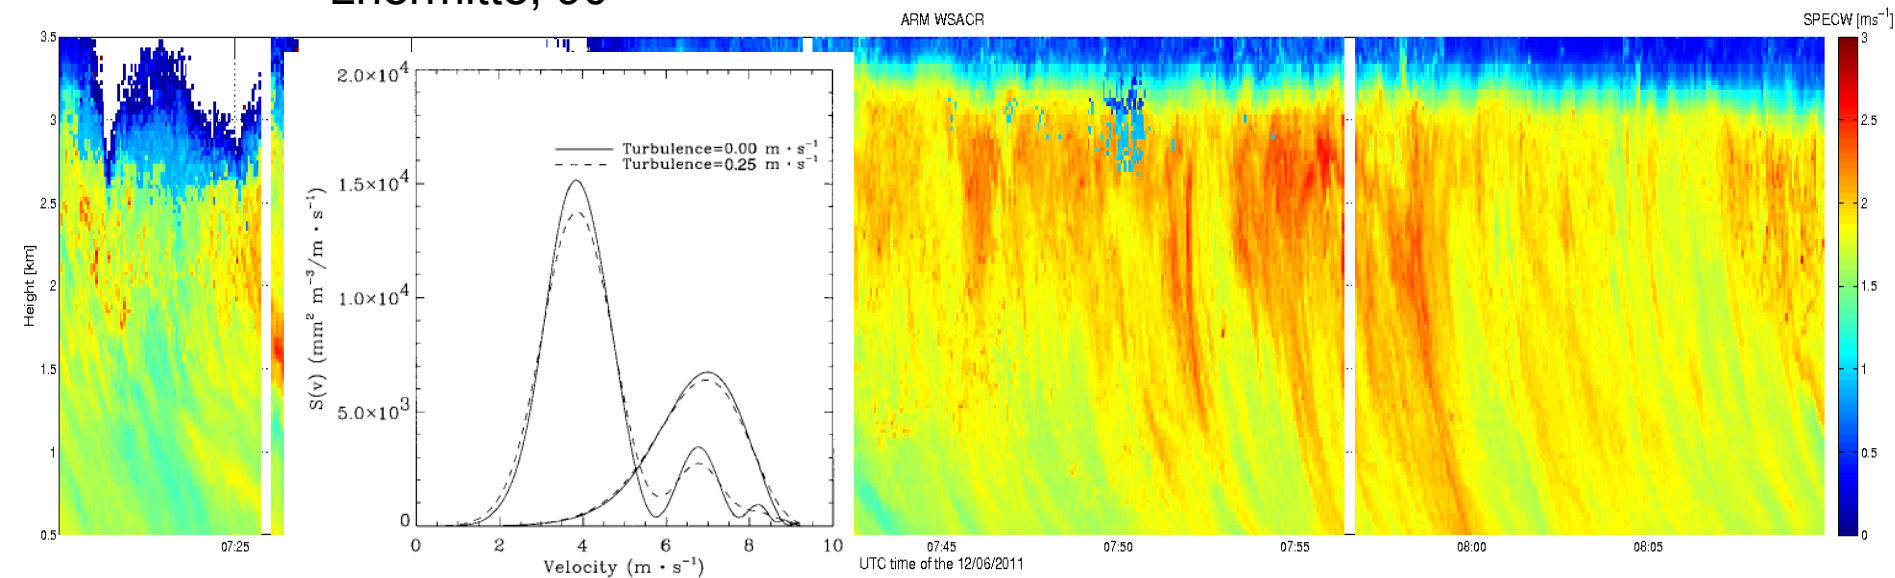 ARM WSACR
SPECW [ms⁻¹]
3.5
3
2.5
2
1.5
1
0.5
Height [km]
07:25
2.0×10⁴
1.5×10⁴
1.0×10⁴
5.0×10³
0
S(v) (mm² m⁻³/m · s⁻¹)
Turbulence=0.00 m · s⁻¹
Turbulence=0.25 m · s⁻¹
0 2 4 6 8 10
Velocity (m · s⁻¹)
07:45 07:50 07:55 08:00 08:05
UTC time of the 12/06/2011
3
2.5
2
1.5
1
0.5
0